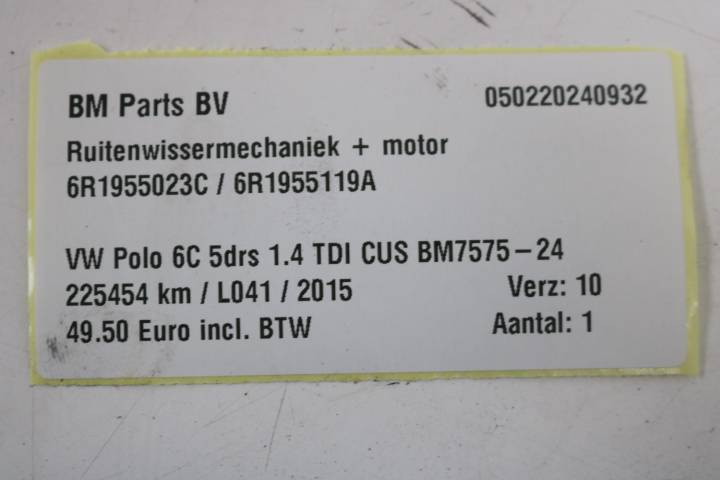 BM Parts BV 050220240932
Ruitenwissermechaniek + motor
6R1955023C / 6R1955119A
VW Polo 6C 5drs 1.4 TDI CUS BM7575-24
225454 km / L041 / 2015 Verz: 10
49.50 Euro incl. BTW Aantal: 1